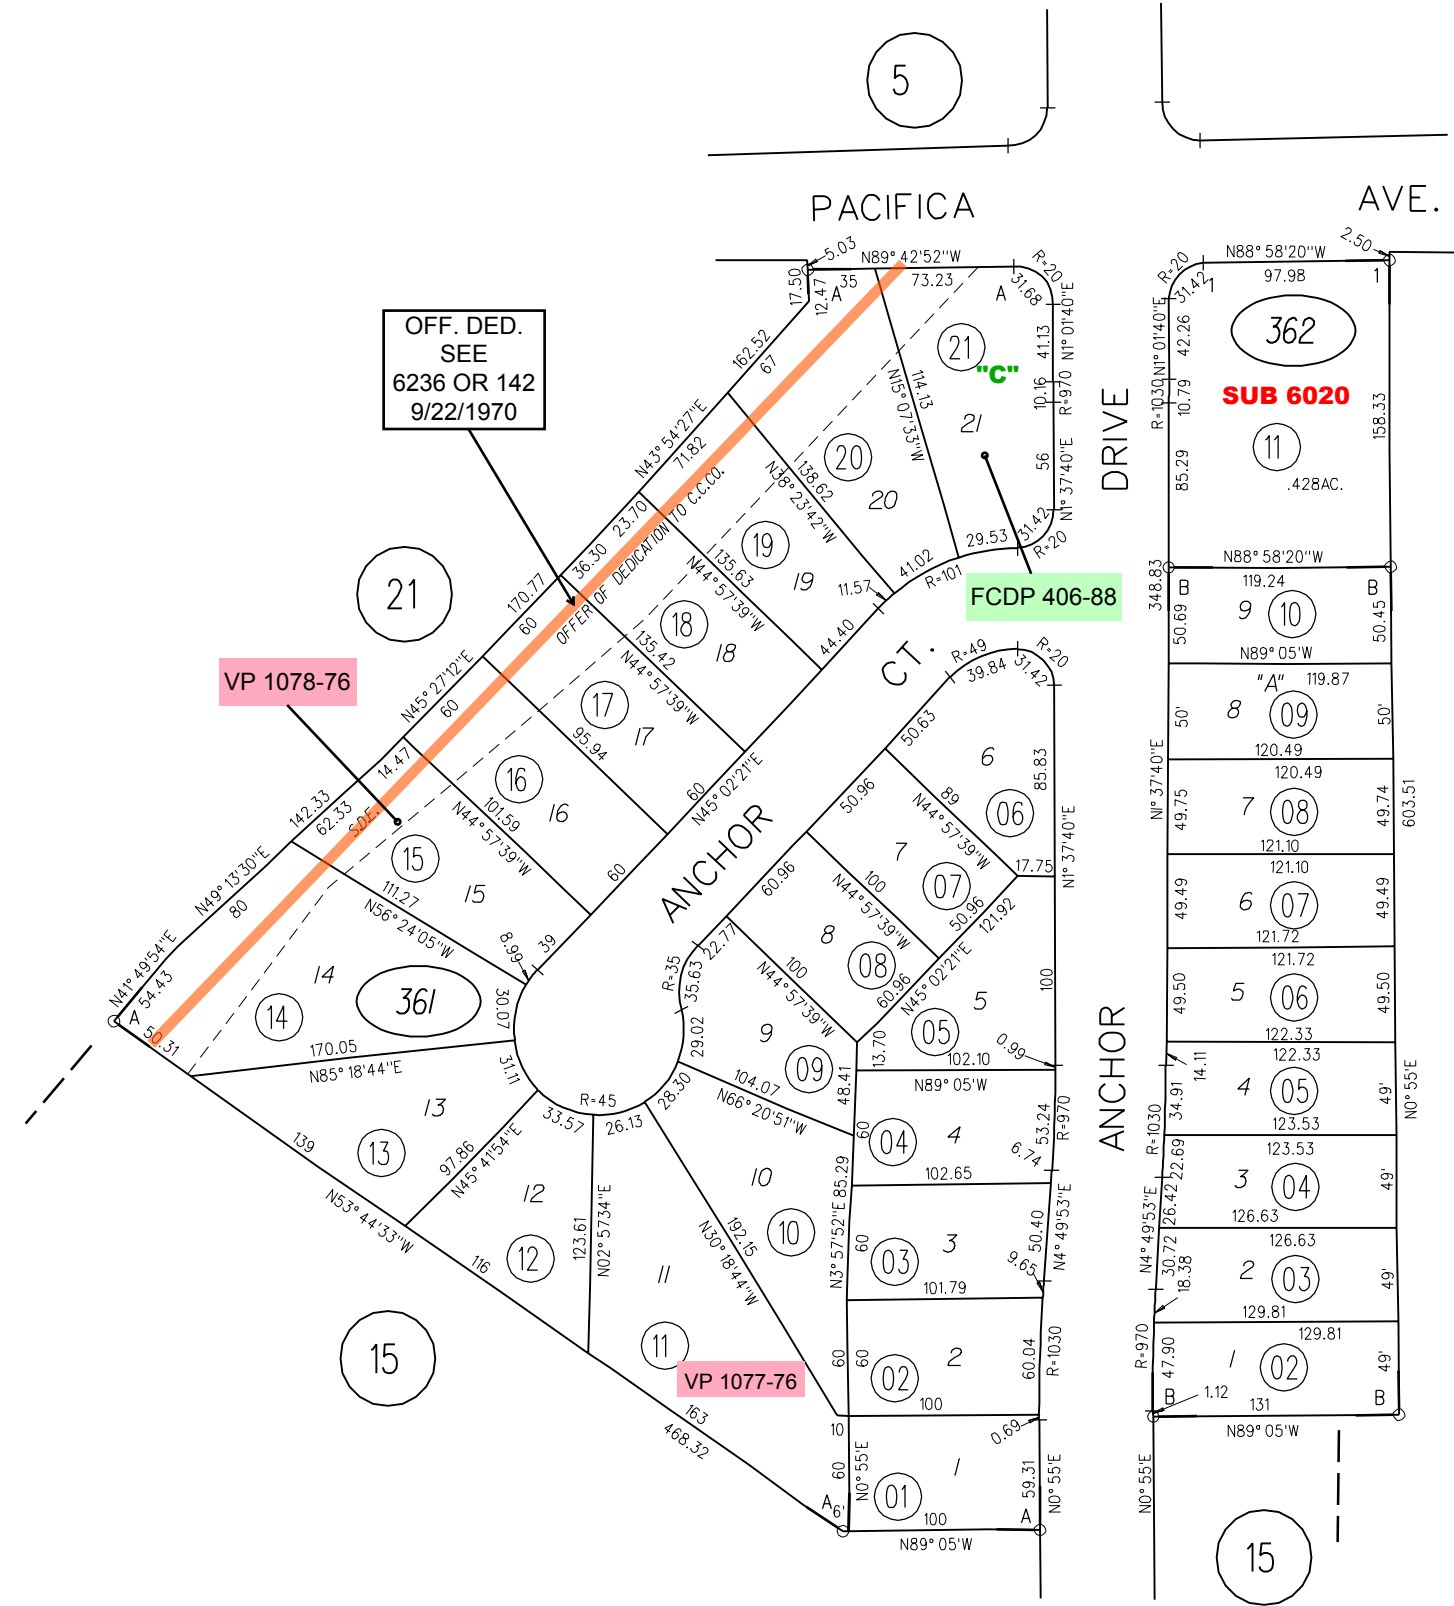 5
PACIFICA
AVE.
5.03
N89° 42'52"W
R=20
2.50
N88° 58'20"W
17.50
12.47
A
35
73.23
A
31.68
R=20
31.42
1
97.98
1
OFF. DED.
SEE
6236 OR 142
9/22/1970
162.52
67
41.13
N1° 01'40"E
N1° 01'40"E
42.26
362
21
"C"
114.13
N15° 07'33"W
10.16
R=970
R=1030
10.79
SUB 6020
158.33
N43° 54'27"E
71.82
21
DRIVE
11
.428AC.
20
138.62
N38° 23'42"W
20
56
N1° 37'40"E
85.29
23.70
OFFER OF DEDICATION TO C.C.CO.
19
135.63
N44° 57'39"W
19
29.53
31.42
R=20
41.02
R=101
11.57
N88° 58'20"W
21
36.30
170.77
60
348.83
119.24
B
B
FCDP 406-88
9
10
50.69
50.45
18
135.42
N44° 57'39"W
18
44.40
CT.
R=49
39.84
31.42
R=20
N89° 05'W
VP 1078-76
N45° 27'12"E
60
17
95.94
17
50.63
"A"
119.87
8
09
50'
50'
120.49
6
85.83
14.47
16
101.59
N44° 57'39"W
16
60
N45° 02'21"E
50.96
89
N44° 57'39"W
06
120.49
7
08
N1° 37'40"E
49.75
49.74
603.51
121.10
142.33
62.33
S.D.E.
15
15
ANCHOR
7
07
17.75
N1° 37'40"E
N49° 13'30"E
80
111.27
N56° 24'05"W
60
60.96
100
N44° 57'39"W
50.96
121.92
121.10
6
07
49.49
49.49
121.72
8.99
39
22.77
8
08
60.96
N45° 02'21"E
N41° 49'54"E
54.43
A
50.31
14
14
361
30.07
R=35
35.63
100
N44° 57'39"W
5
05
100
121.72
5
06
49.50
49.50
122.33
170.05
N85° 18'44"E
31.11
29.02
9
09
13.70
102.10
0.99
N89° 05'W
ANCHOR
14.11
122.33
4
05
34.91
49'
N0° 55'E
123.53
13
13
R=45
33.57
26.13
28.30
104.07
N66° 20'51"W
48.41
60
04
4
53.24
R=970
6.74
R=1030
22.69
139
97.86
N45° 41'54"E
102.65
123.53
3
04
26.42
49'
126.63
N53° 44'33"W
12
12
123.61
N02° 57 34"E
10
10
192.15
N30° 18'44"W
85.29
N3° 57'52"E
60
03
3
50.40
N4° 49'53"E
9.65
101.79
N4° 49'53"E
30.72
18.38
126.63
2
03
49'
129.81
116
15
11
11
VP 1077-76
60
60
02
2
60.04
R=1030
100
R=970
47.90
129.81
1
02
49'
B
1.12
131
B
N89° 05'W
163
468.32
10
0.69
60
N0° 55'E
01
1
59.31
N0° 55'E
A
6'
100
A
N89° 05'W
N0° 55'E
15